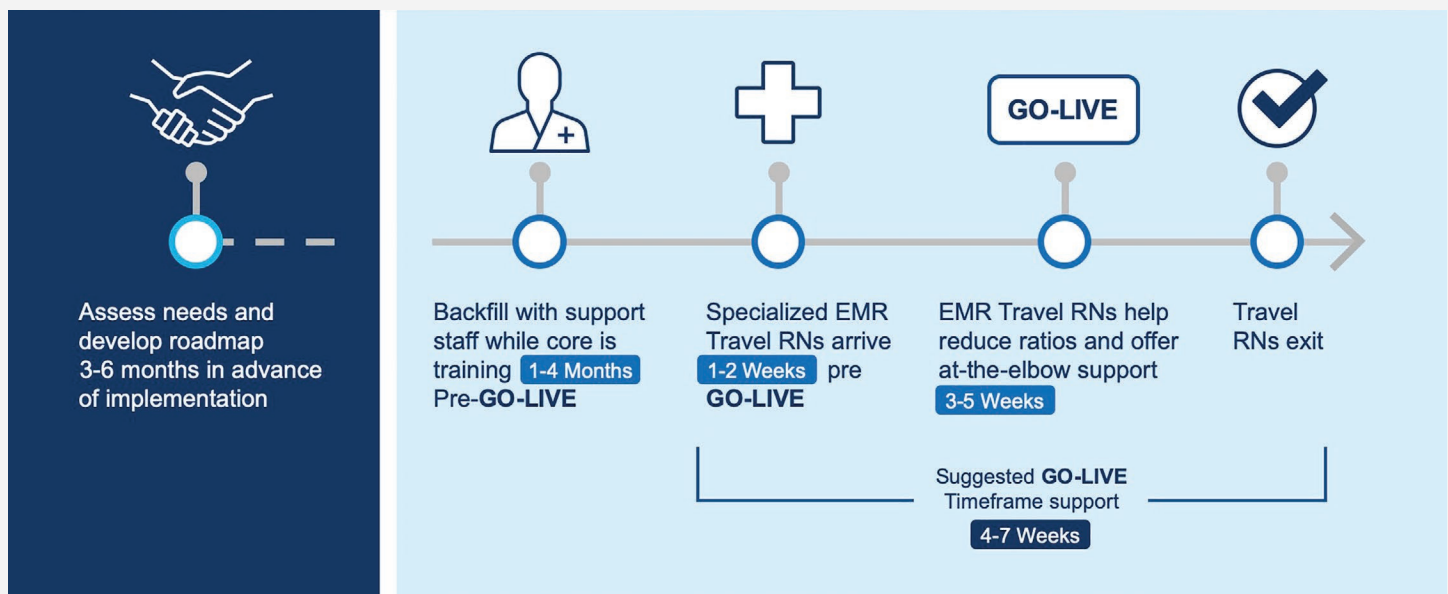 GO-LIVE
Assess needs and
develop roadmap
3-6 months in advance
of implementation
Backfill with support
staff while core is
training 1-4 Months
Pre-GO-LIVE
Specialized EMR
Travel RNs arrive
1-2 Weeks pre
GO-LIVE
EMR Travel RNs help
reduce ratios and offer
at-the-elbow support
3-5 Weeks
Travel
RNs exit
Suggested GO-LIVE
Timeframe support
4-7 Weeks